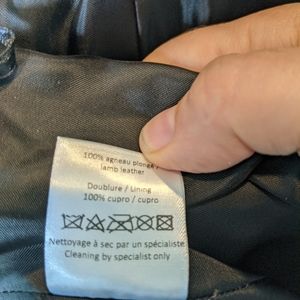 100% agneau plongé /
lamb leather
Doublure / Lining
100% cupro / cupro
Nettoyage à sec par un spécialiste
Cleaning by specialist only